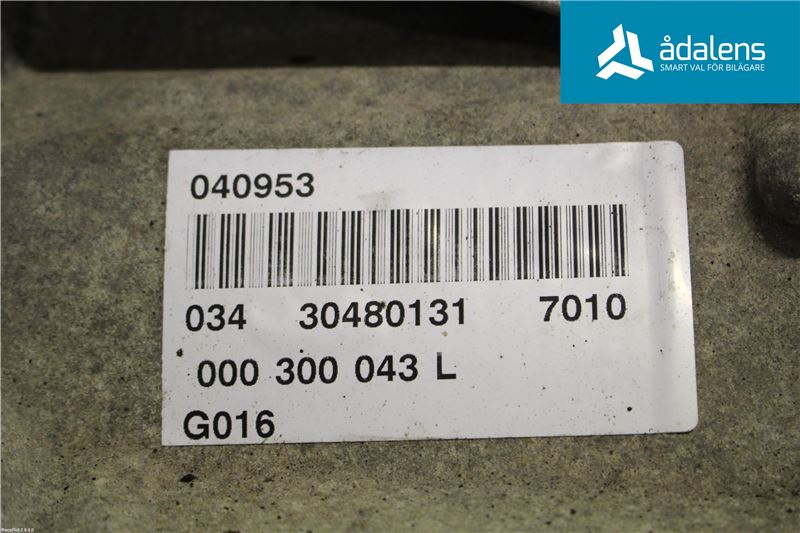 ådalens
SMART VAL FÖR BILÄGARE
040953
034 30480131 7010
000 300 043 L
G016